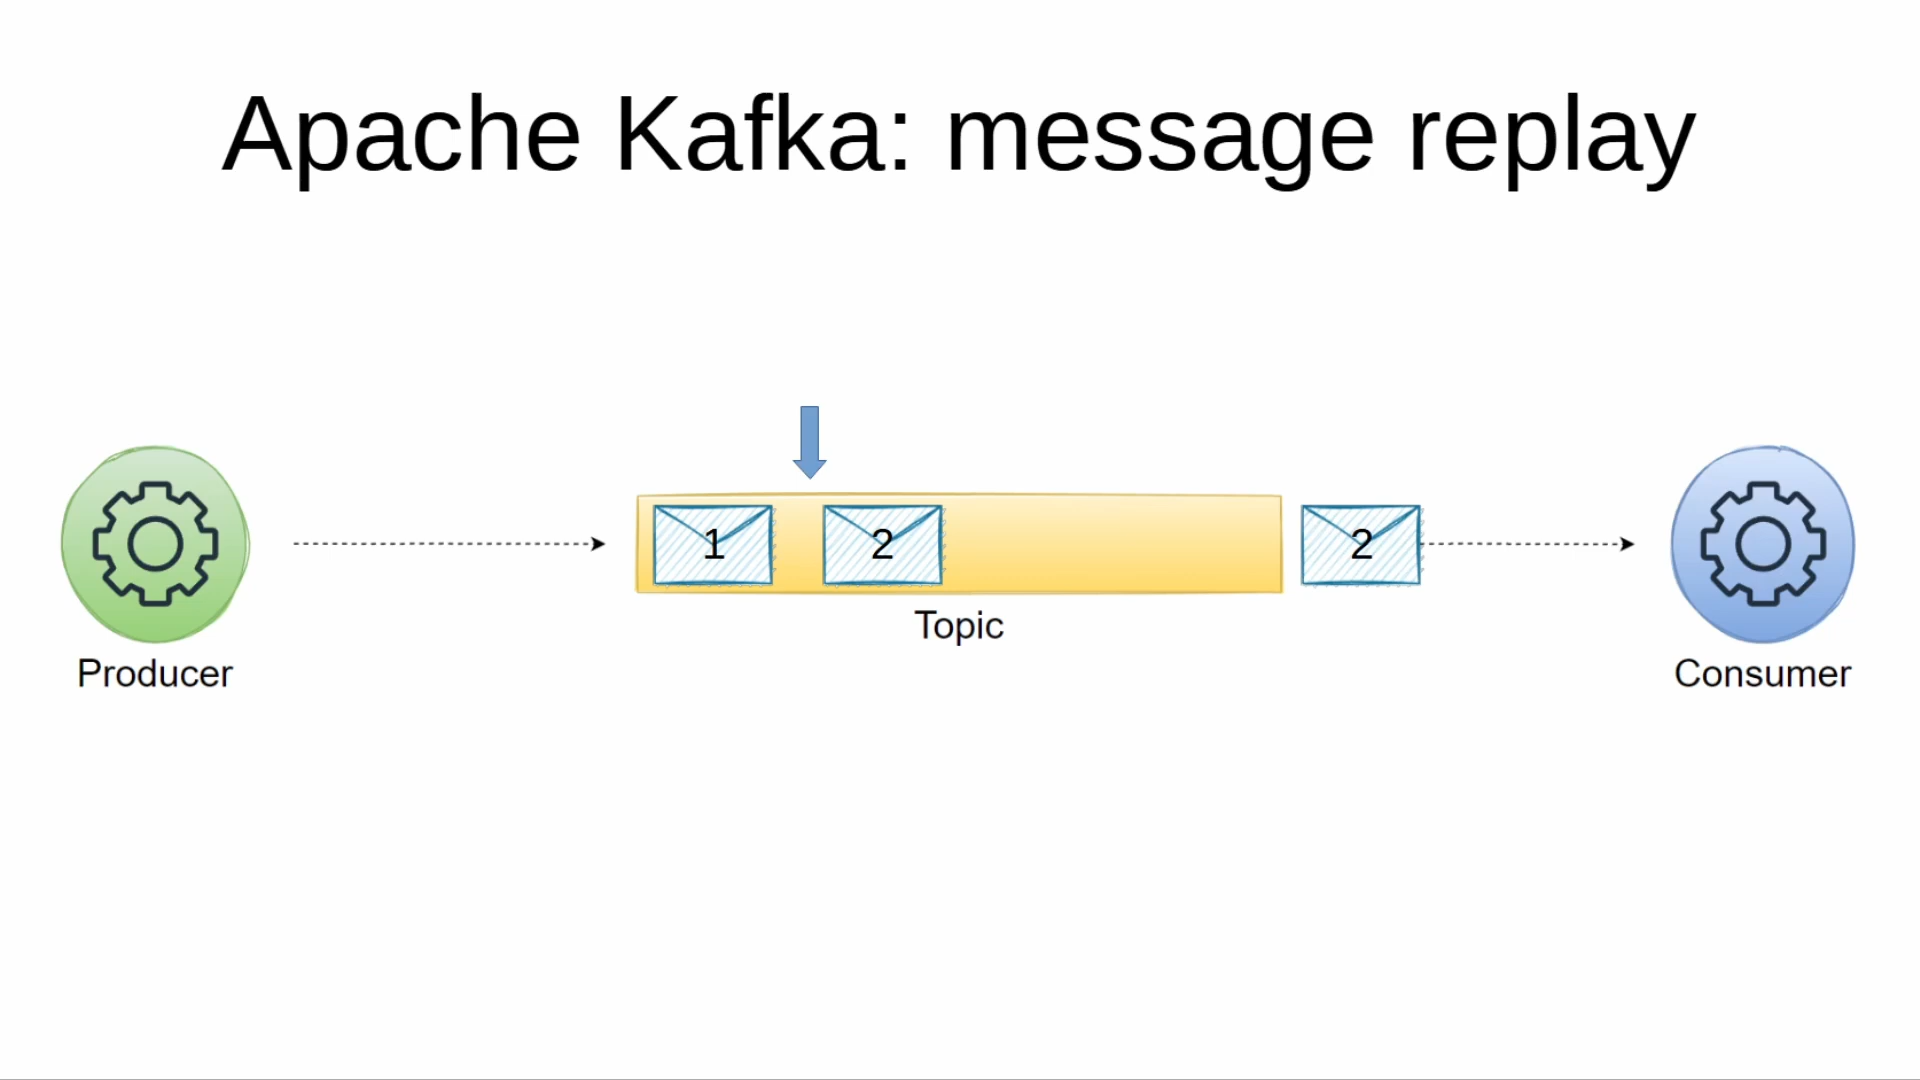 Apache Kafka: message replay
1
2
2
Topic
Producer
Consumer